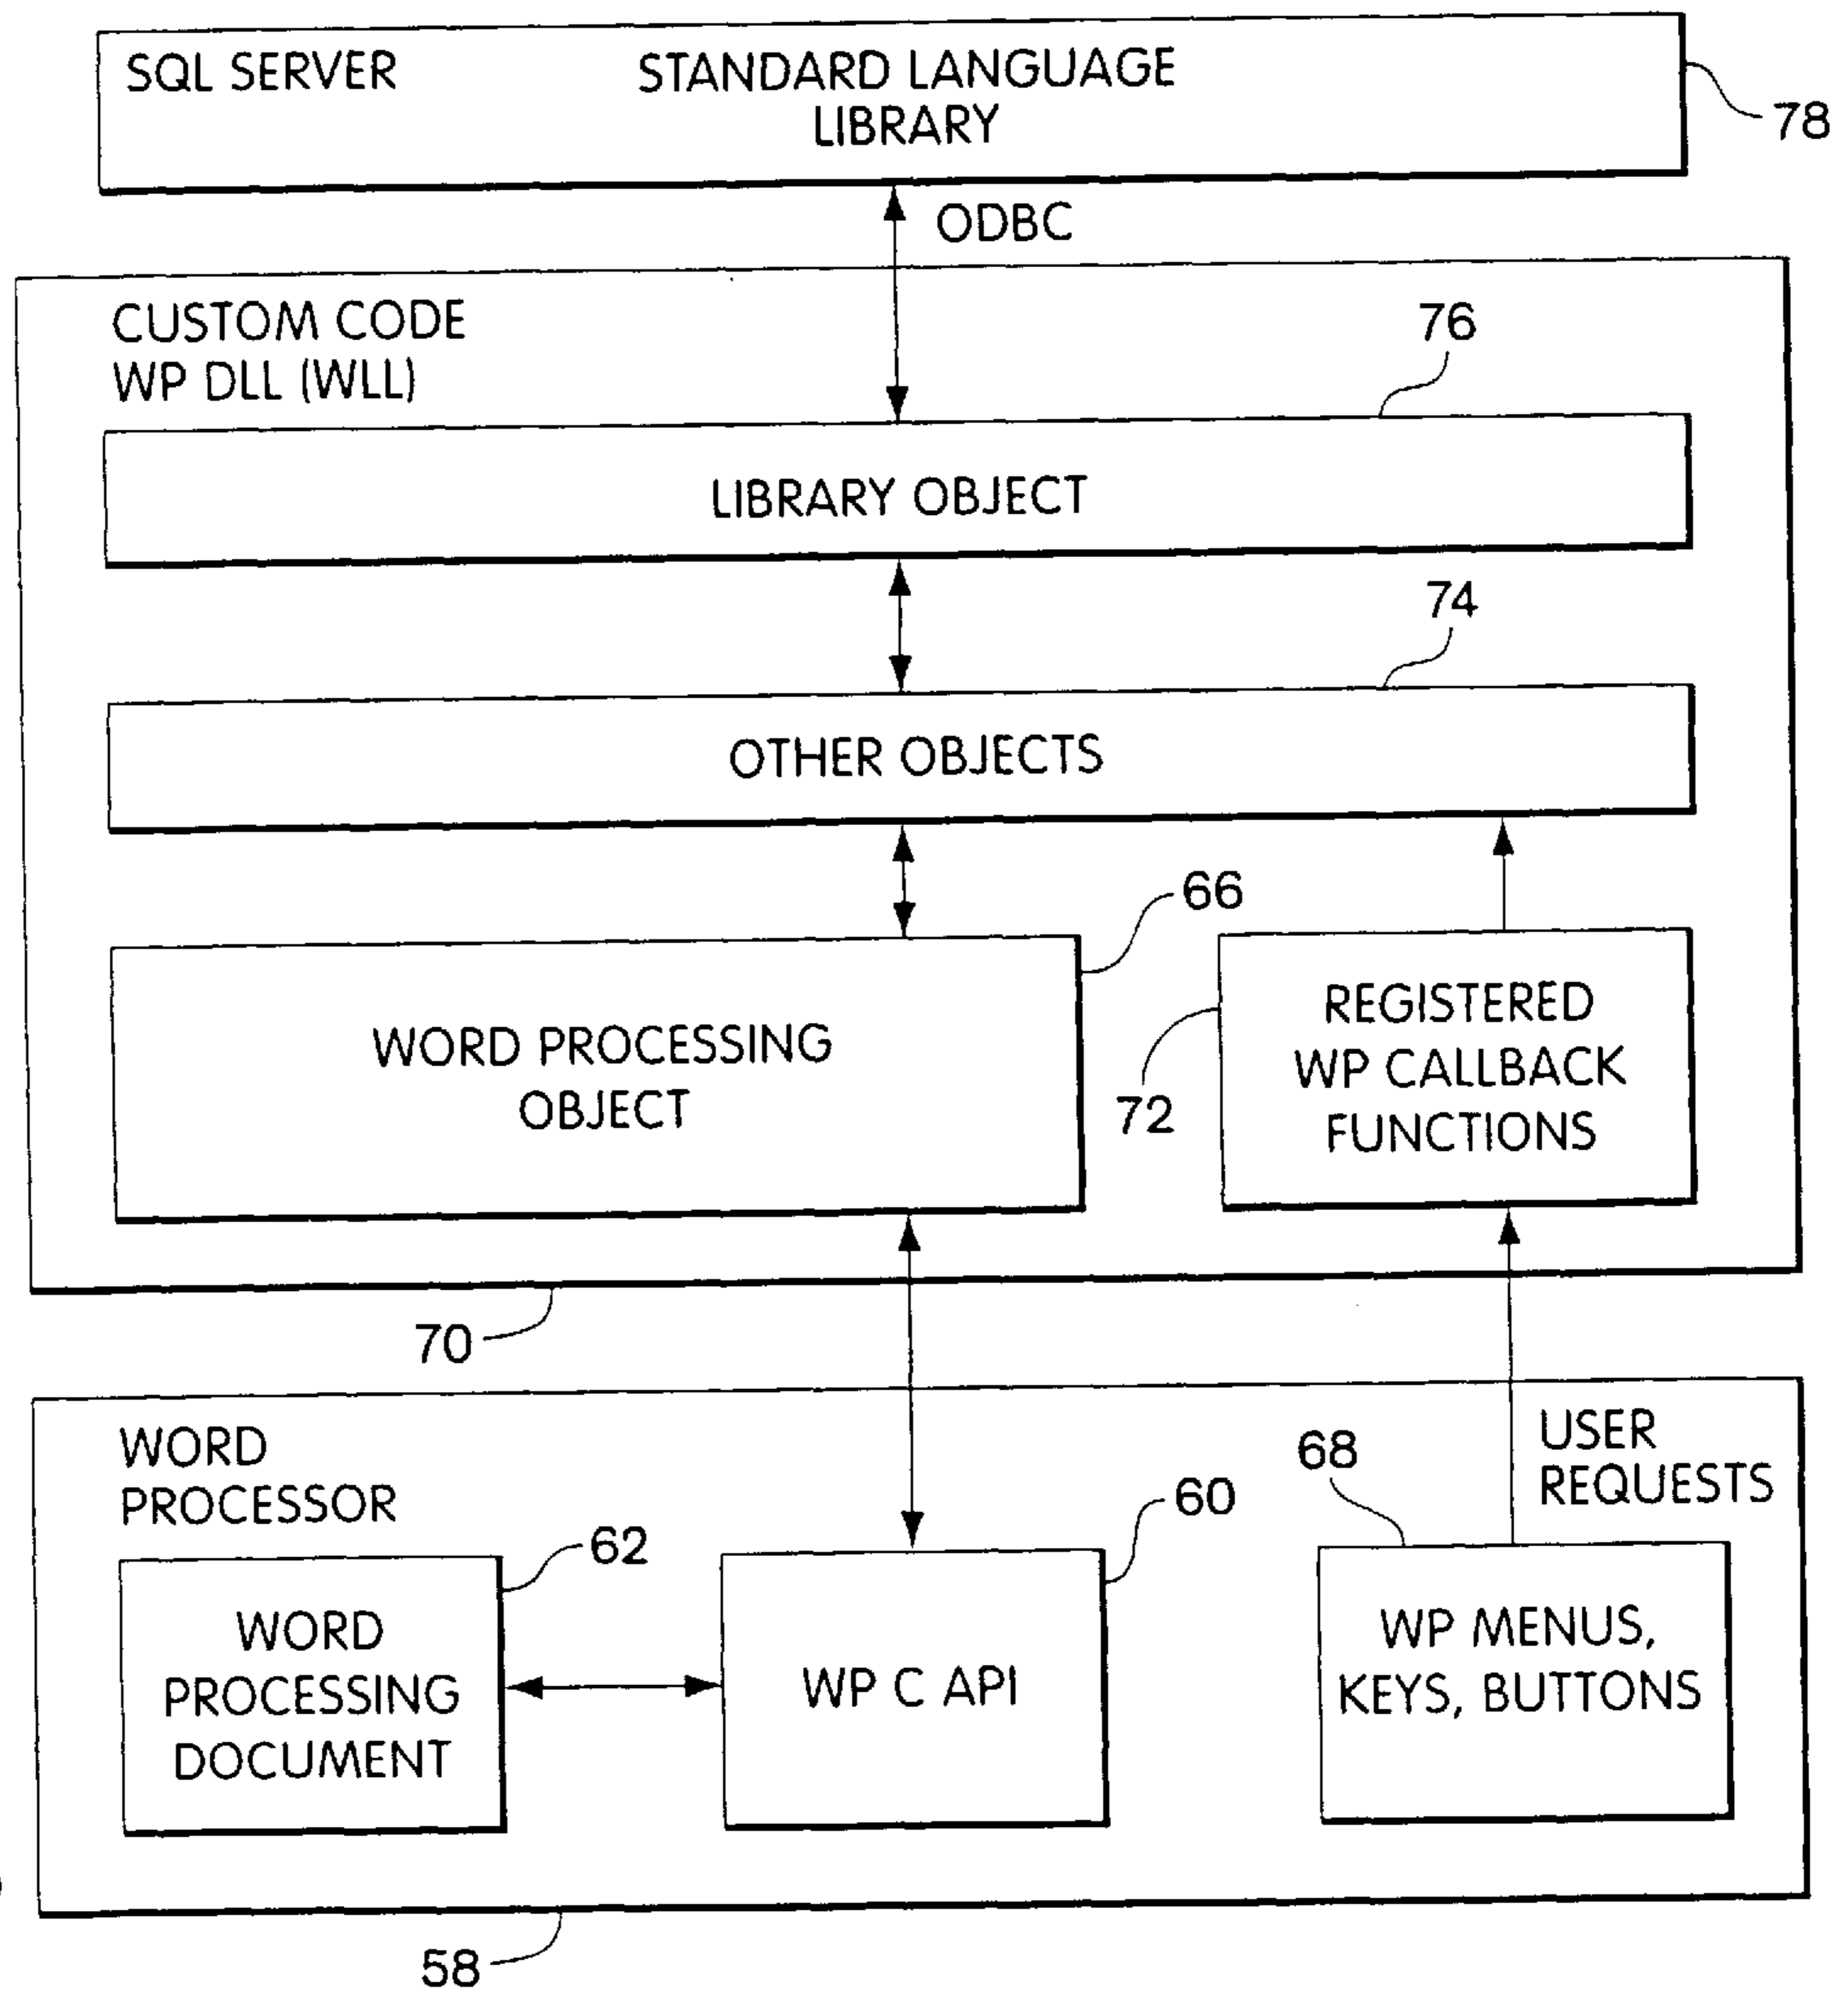 SQL SERVER
STANDARD LANGUAGE
LIBRARY
78
ODBC
CUSTOM CODE
WP DLL (WLL)
76
LIBRARY OBJECT
74
OTHER OBJECTS
66
WORD PROCESSING
OBJECT
72
REGISTERED
WP CALLBACK
FUNCTIONS
70
WORD
PROCESSOR
62
WORD
PROCESSING
DOCUMENT
60
WP C API
68
USER
REQUESTS
WP MENUS,
KEYS, BUTTONS
58